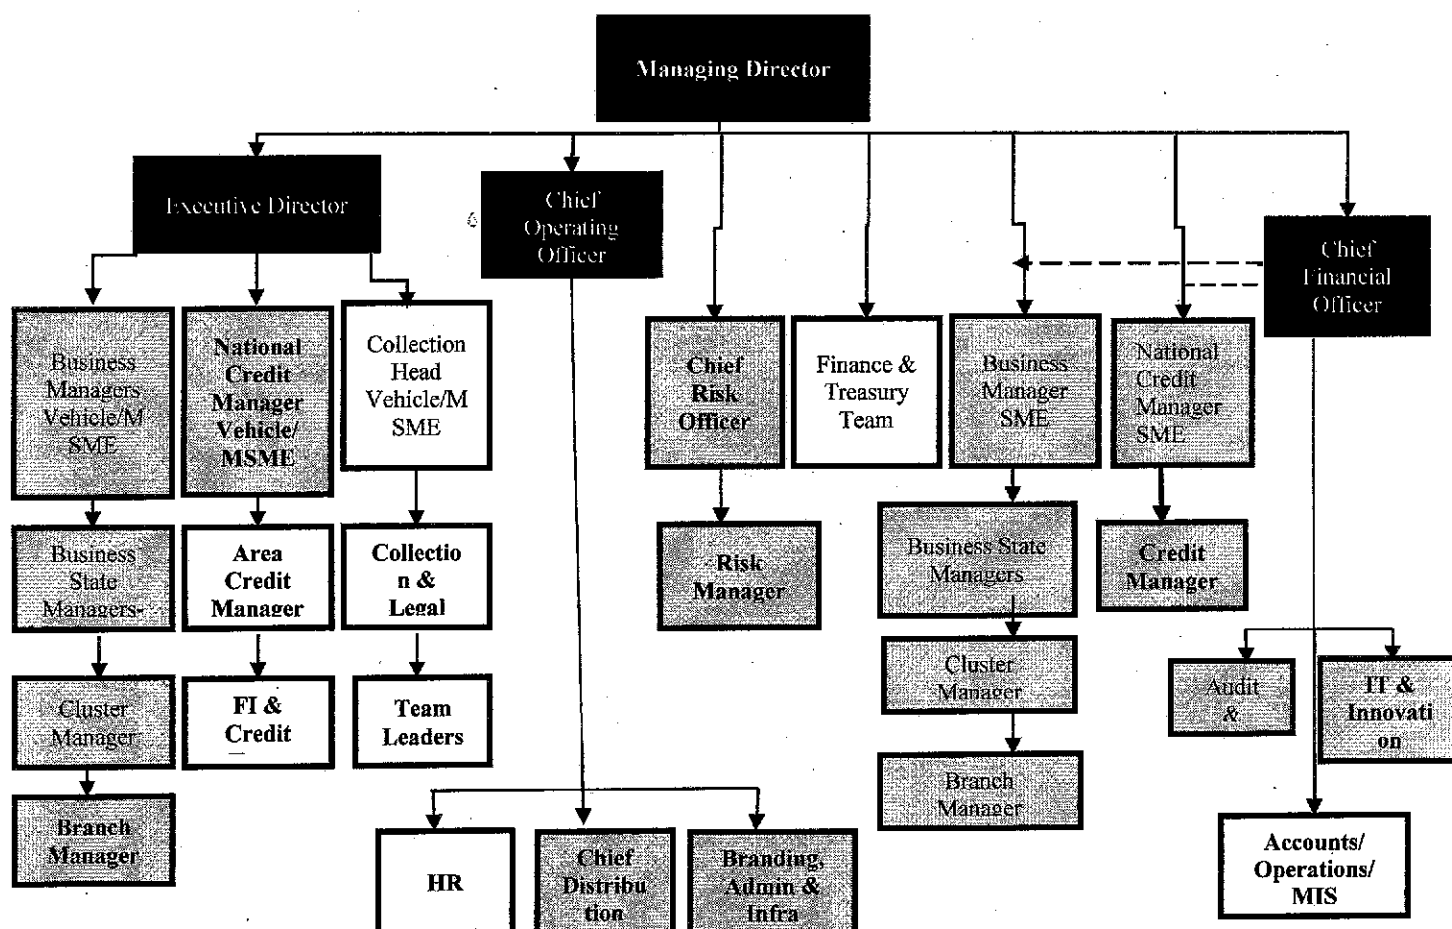 Managing Director
Executive Director
Chief
Operating
Officer
Chief
Financial
Officer
Business
Managers
Vehicle/M
SME
National
Credit
Manager
Vehicle/
MSME
Collection
Head
Vehicle/M
SME
Chief
Risk
Officer
Finance &
Treasury
Team
Business
Manager
SME
National
Credit
Manager
SME
Business
State
Managers-
Area
Credit
Manager
Collectio
n &
Legal
Risk
Manager
Business State
Managers
Credit
Manager
Cluster
Manager
FI &
Credit
Team
Leaders
Cluster
Manager
Audit
&
IT &
Innovati
on
Branch
Manager
Branch
Manager
HR
Chief
Distribu
tion
Branding,
Admin &
Infra
Accounts/
Operations/
MIS